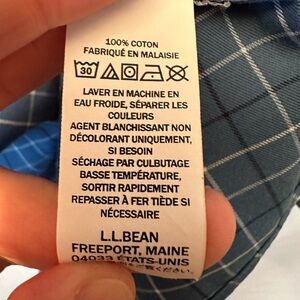 100% COTON
FABRIQUÉ EN MALAISIE
30
LAVER EN MACHINE EN
EAU FROIDE, SÉPARER LES
COULEURS
AGENT BLANCHISSANT NON
DÉCOLORANT UNIQUEMENT,
SI BESOIN
SÉCHAGE PAR CULBUTAGE
BASSE TEMPÉRATURE,
SORTIR RAPIDEMENT
REPASSER À FER TIÈDE SI
NÉCESSAIRE
L.L.BEAN
FREEPORT, MAINE
04033 ÉTATS-UNIS